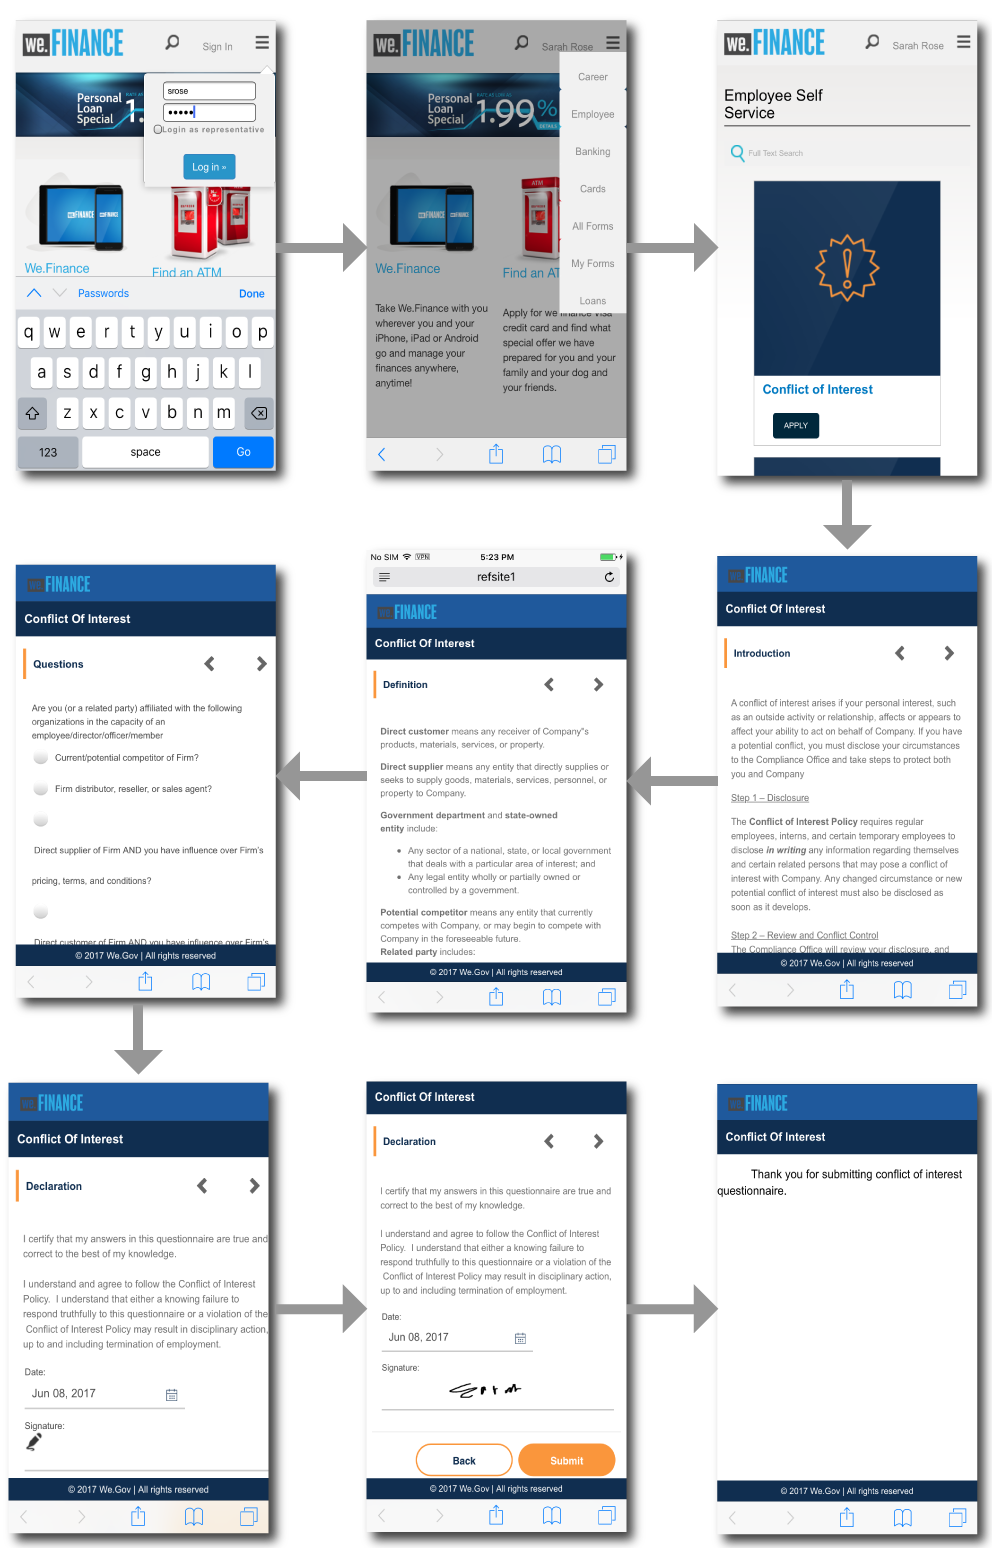 we.FINANCE
Sign In
Personal
Loan
Special
RATE AS LOW AS
1.
srose
Login as representative
Log in »
we.FINANCE
We.Finance
Find an ATM
Passwords
Done
q w e r t y u i o p
a s d f g h j k l
z x c v b n m
123
space
Go
we.FINANCE
Sarah Rose
Personal
Loan
Special
RATE AS LOW AS
1.99%
DETAILS
Career
Employee
Banking
Cards
All Forms
My Forms
Loans
ATM
we.FINANCE
We.Finance
Find an AT
Take We.Finance with you
wherever you and your
iPhone, iPad or Android
go and manage your
finances anywhere,
anytime!
Apply for we finance visa
credit card and find what
special offer we have
prepared for you and your
family and your dog and
your friends.
we.FINANCE
Sarah Rose
Employee Self
Service
Full Text Search
Conflict of Interest
APPLY
we.FINANCE
Conflict Of Interest
Introduction
A conflict of interest arises if your personal interest, such
as an outside activity or relationship, affects or appears to
affect your ability to act on behalf of Company. If you have
a potential conflict, you must disclose your circumstances
to the Compliance Office and take steps to protect both
you and Company
Step 1 – Disclosure
The Conflict of Interest Policy requires regular
employees, interns, and certain temporary employees to
disclose in writing any information regarding themselves
and certain related persons that may pose a conflict of
interest with Company. Any changed circumstance or new
potential conflict of interest must also be disclosed as
soon as it develops.
Step 2 – Review and Conflict Control
The Compliance Office will review your disclosure, and
© 2017 We.Gov | All rights reserved
No SIM VPN
5:23 PM
refsite1
we.FINANCE
Conflict Of Interest
Definition
Direct customer means any receiver of Company"s
products, materials, services, or property.
Direct supplier means any entity that directly supplies or
seeks to supply goods, materials, services, personnel, or
property to Company.
Government department and state-owned
entity include:
• Any sector of a national, state, or local government
that deals with a particular area of interest; and
• Any legal entity wholly or partially owned or
controlled by a government.
Potential competitor means any entity that currently
competes with Company, or may begin to compete with
Company in the foreseeable future.
Related party includes:
© 2017 We.Gov | All rights reserved
we.FINANCE
Conflict Of Interest
Questions
Are you (or a related party) affiliated with the following
organizations in the capacity of an
employee/director/officer/member
Current/potential competitor of Firm?
Firm distributor, reseller, or sales agent?
Direct supplier of Firm AND you have influence over Firm's
pricing, terms, and conditions?
Direct customer of Firm AND you have influence over Firm's
© 2017 We.Gov | All rights reserved
we.FINANCE
Conflict Of Interest
Declaration
I certify that my answers in this questionnaire are true and
correct to the best of my knowledge.
I understand and agree to follow the Conflict of Interest
Policy. I understand that either a knowing failure to
respond truthfully to this questionnaire or a violation of the
Conflict of Interest Policy may result in disciplinary action,
up to and including termination of employment.
Date:
Jun 08, 2017
Signature:
© 2017 We.Gov | All rights reserved
Conflict Of Interest
Declaration
I certify that my answers in this questionnaire are true and
correct to the best of my knowledge.
I understand and agree to follow the Conflict of Interest
Policy. I understand that either a knowing failure to
respond truthfully to this questionnaire or a violation of the
Conflict of Interest Policy may result in disciplinary action,
up to and including termination of employment.
Date:
Jun 08, 2017
Signature:
Back
Submit
© 2017 We.Gov | All rights reserved
we.FINANCE
Conflict Of Interest
Thank you for submitting conflict of interest
questionnaire.
© 2017 We.Gov | All rights reserved